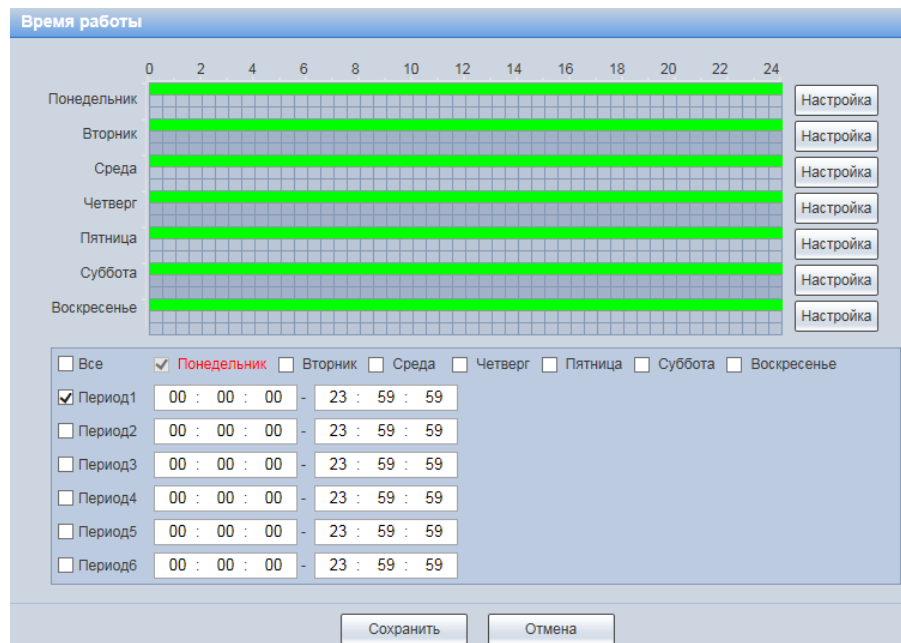 Время работы
0 2 4 6 8 10 12 14 16 18 20 22 24
Понедельник Настройка
Вторник Настройка
Среда Настройка
Четверг Настройка
Пятница Настройка
Суббота Настройка
Воскресенье Настройка
Все Понедельник Вторник Среда Четверг Пятница Суббота Воскресенье
Период1 00 : 00 : 00 - 23 : 59 : 59
Период2 00 : 00 : 00 - 23 : 59 : 59
Период3 00 : 00 : 00 - 23 : 59 : 59
Период4 00 : 00 : 00 - 23 : 59 : 59
Период5 00 : 00 : 00 - 23 : 59 : 59
Период6 00 : 00 : 00 - 23 : 59 : 59
Сохранить Отмена